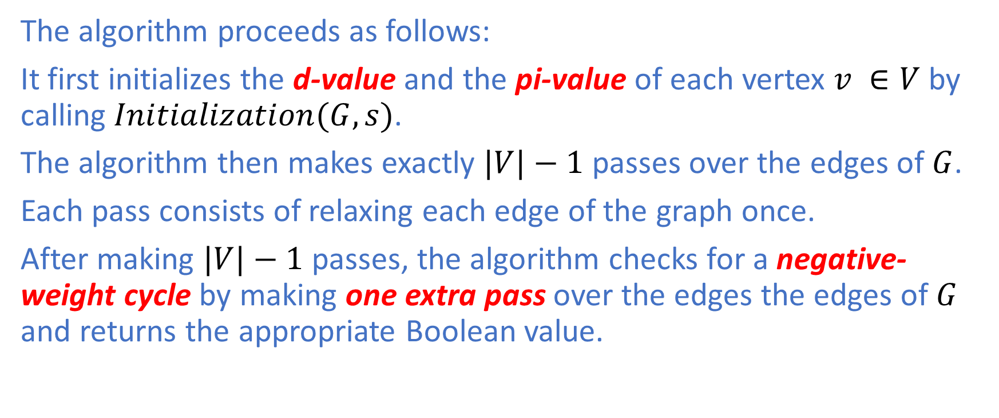 The algorithm proceeds as follows:
It first initializes the d-value and the pi-value of each vertex v ∈ V by
calling Initialization(G, s).
The algorithm then makes exactly |V| − 1 passes over the edges of G.
Each pass consists of relaxing each edge of the graph once.
After making |V| − 1 passes, the algorithm checks for a negative-
weight cycle by making one extra pass over the edges the edges of G
and returns the appropriate Boolean value.